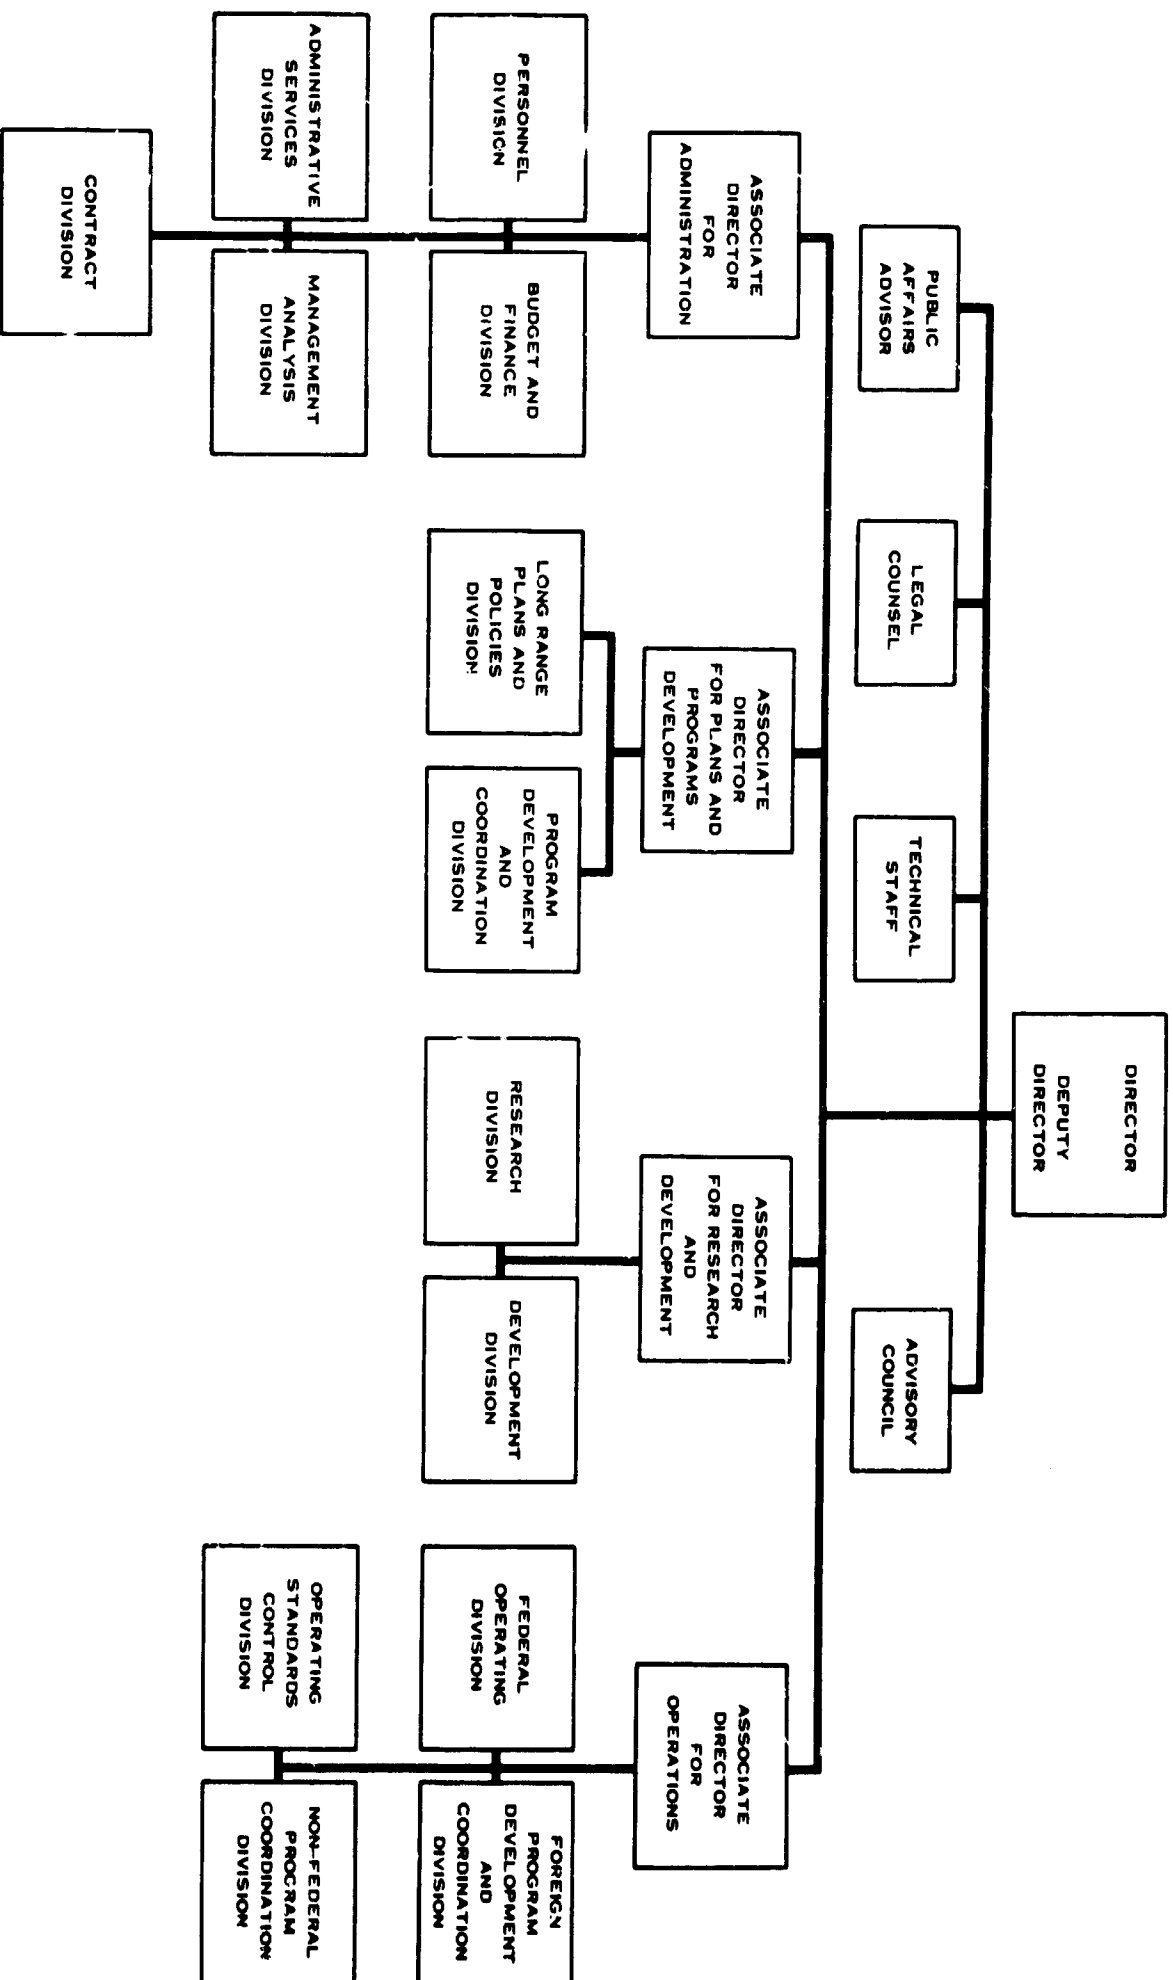 DIRECTOR
DEPUTY
DIRECTOR
PUBLIC
AFFAIRS
ADVISOR
LEGAL
COUNSEL
TECHNICAL
STAFF
ADVISORY
COUNCIL
ASSOCIATE
DIRECTOR
FOR
ADMINISTRATION
ASSOCIATE
DIRECTOR
FOR PLANS AND
PROGRAMS
DEVELOPMENT
ASSOCIATE
DIRECTOR
FOR RESEARCH
AND
DEVELOPMENT
ASSOCIATE
DIRECTOR
FOR
OPERATIONS
PERSONNEL
DIVISION
BUDGET AND
FINANCE
DIVISION
LONG RANGE
PLANS AND
POLICIES
DIVISION
PROGRAM
DEVELOPMENT
AND
COORDINATION
DIVISION
RESEARCH
DIVISION
DEVELOPMENT
DIVISION
FEDERAL
OPERATING
DIVISION
FOREIGN
PROGRAM
DEVELOPMENT
AND
COORDINATION
DIVISION
ADMINISTRATIVE
SERVICES
DIVISION
MANAGEMENT
ANALYSIS
DIVISION
OPERATING
STANDARDS
CONTROL
DIVISION
NON-FEDERAL
PROGRAM
COORDINATION
DIVISION
CONTRACT
DIVISION